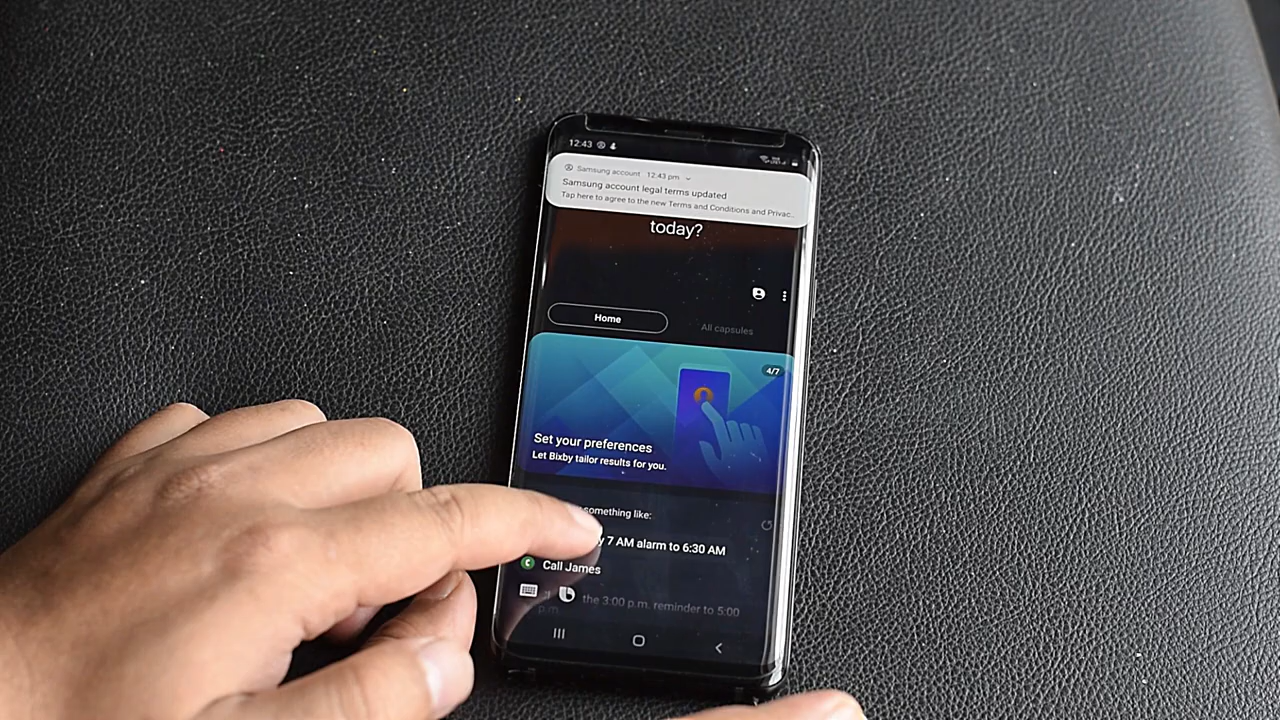 12:43
Samsung account 12:43 pm
Samsung account legal terms updated
Tap here to agree to the new Terms and Conditions and Privac..
today?
Home
All capsules
4/7
Set your preferences
Let Bixby tailor results for you.
something like:
7 AM alarm to 6:30 AM
Call James
the 3:00 p.m. reminder to 5:00
p.m.